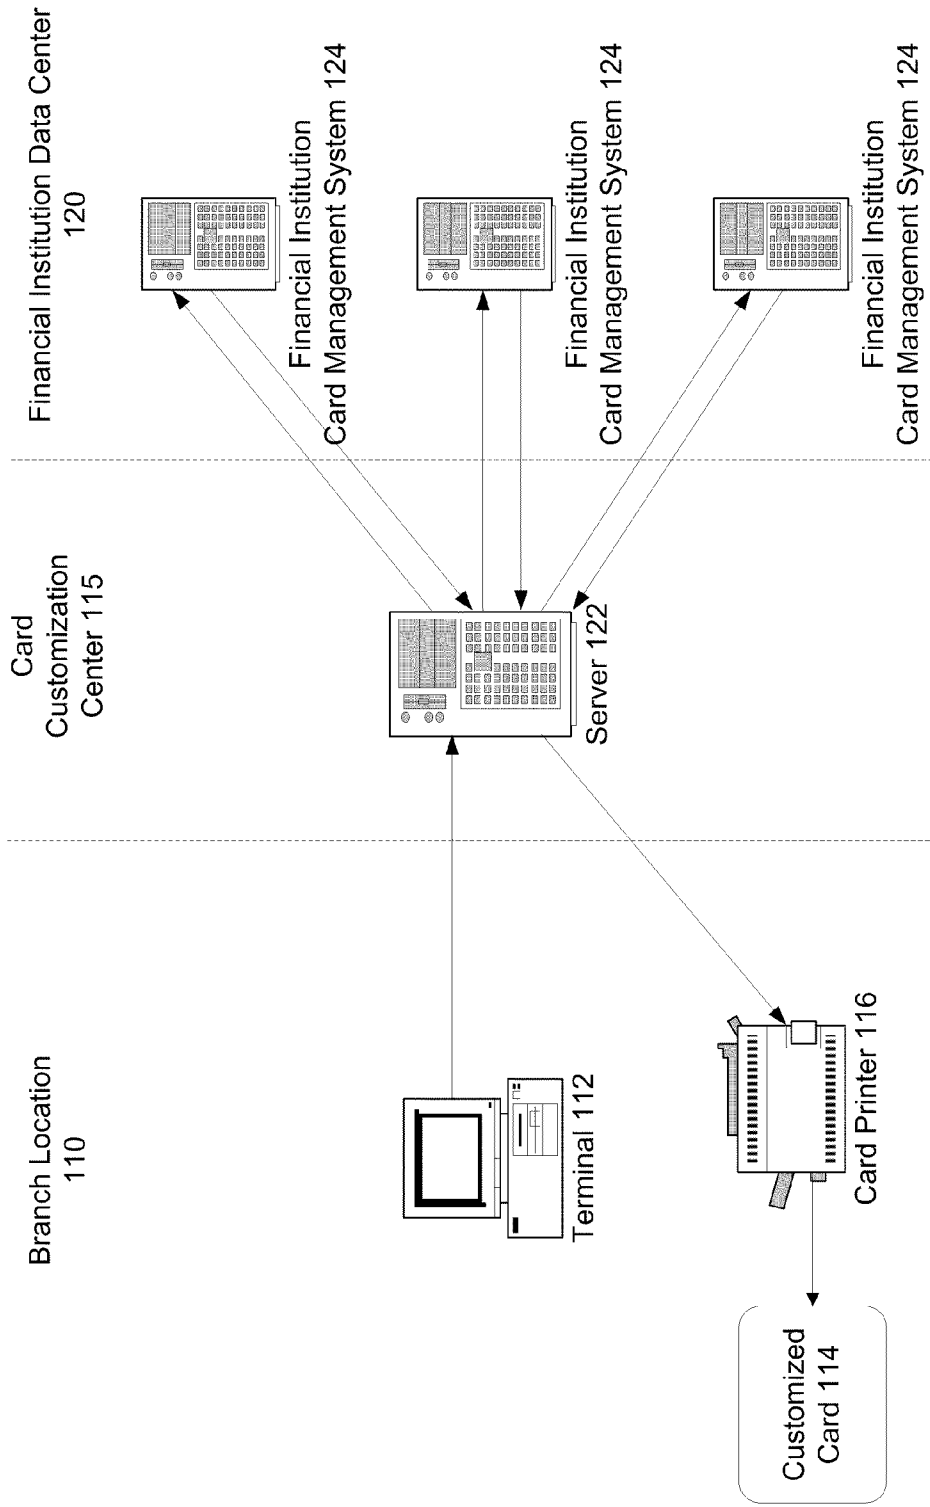 Branch Location
110
Card
Customization
Center 115
Financial Institution Data Center
120
Terminal 112
Server 122
Financial Institution
Card Management System 124
Financial Institution
Card Management System 124
Financial Institution
Card Management System 124
Card Printer 116
Customized
Card 114